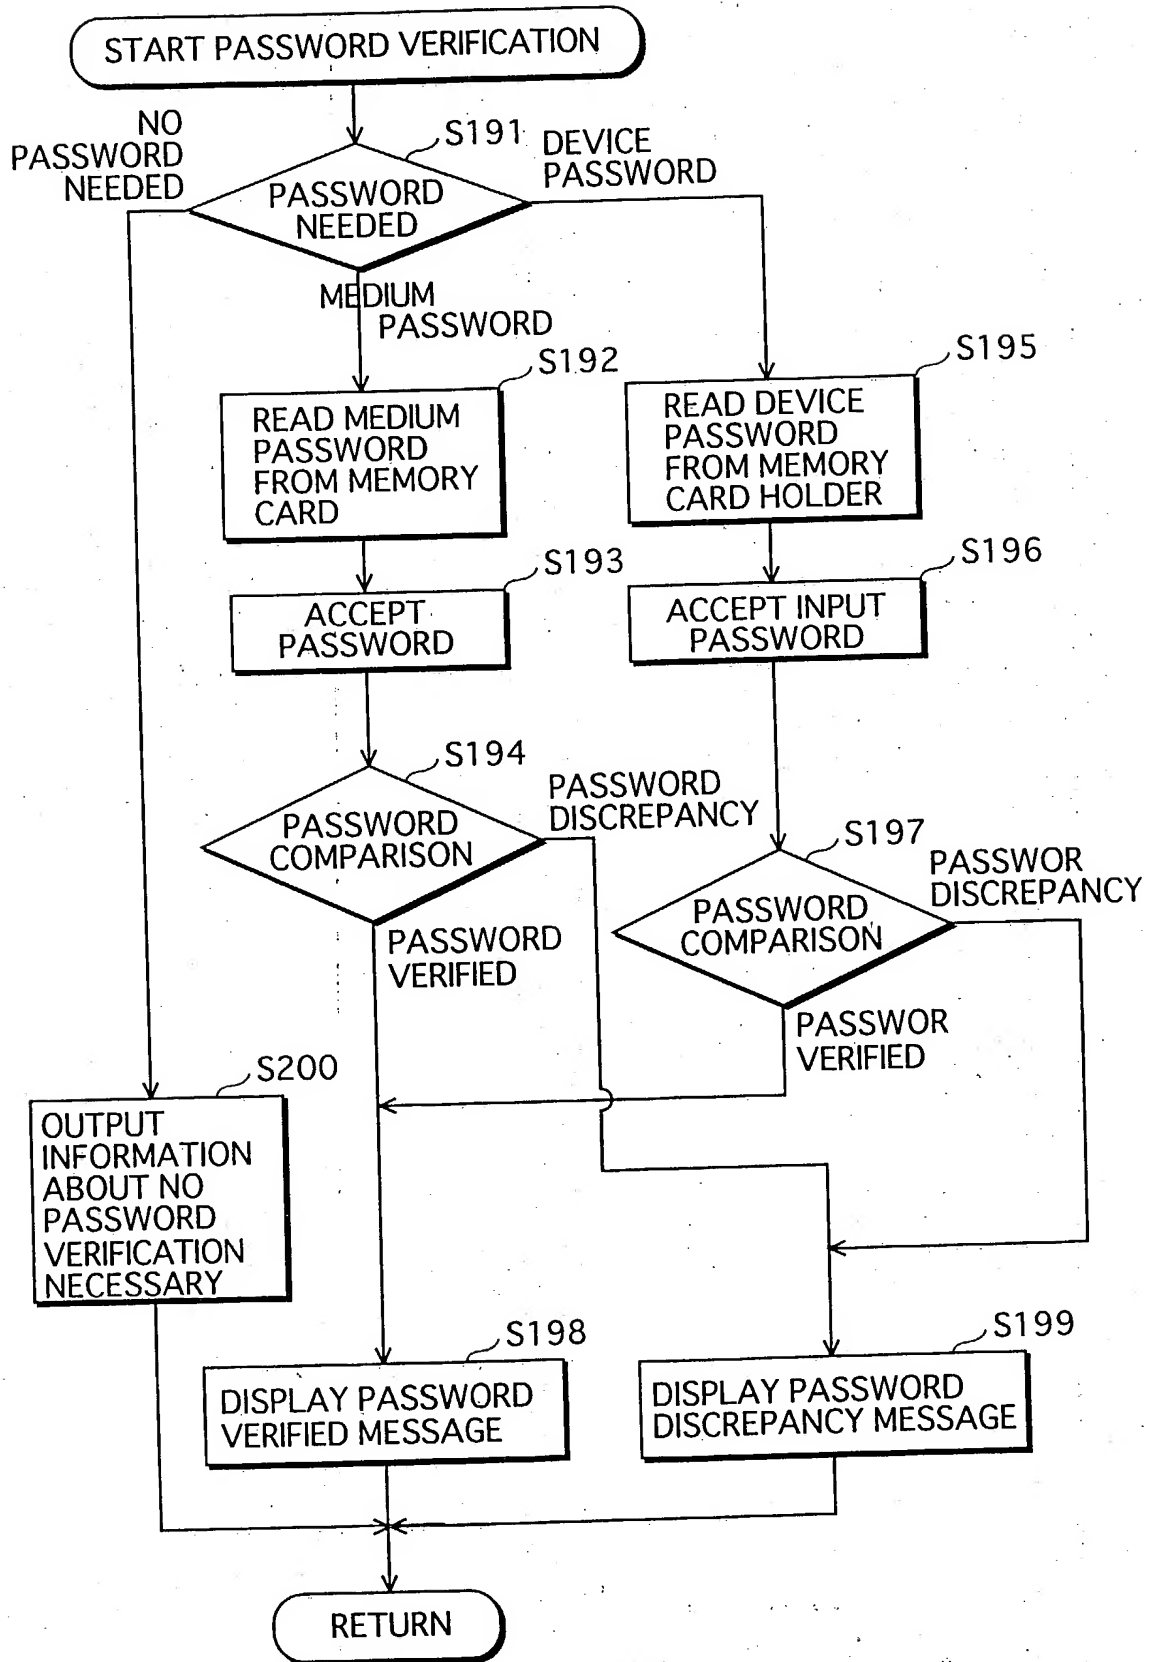 START PASSWORD VERIFICATION
NO
PASSWORD
NEEDED
S191
DEVICE
PASSWORD
PASSWORD
NEEDED
MEDIUM
PASSWORD
S192
READ MEDIUM
PASSWORD
FROM MEMORY
CARD
S195
READ DEVICE
PASSWORD
FROM MEMORY
CARD HOLDER
S193
ACCEPT
PASSWORD
S196
ACCEPT INPUT
PASSWORD
S194
PASSWORD
COMPARISON
PASSWORD
DISCREPANCY
PASSWORD
VERIFIED
S197
PASSWORD
COMPARISON
PASSWOR
DISCREPANCY
PASSWOR
VERIFIED
S200
OUTPUT
INFORMATION
ABOUT NO
PASSWORD
VERIFICATION
NECESSARY
S198
DISPLAY PASSWORD
VERIFIED MESSAGE
S199
DISPLAY PASSWORD
DISCREPANCY MESSAGE
RETURN